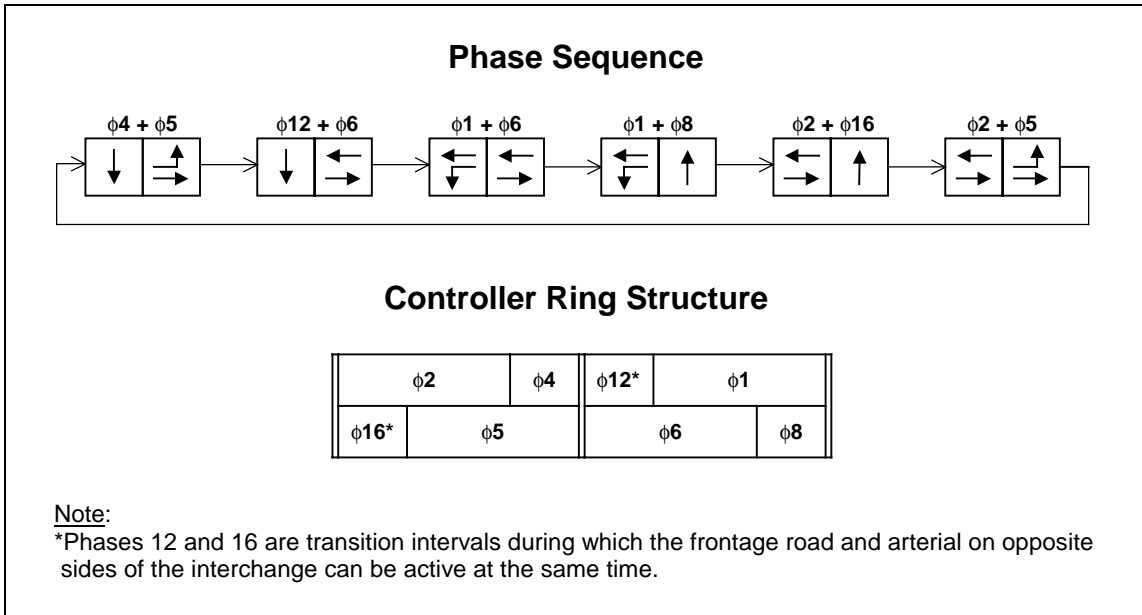 Phase Sequence
ϕ4 + ϕ5 ϕ12 + ϕ6 ϕ1 + ϕ6 ϕ1 + ϕ8 ϕ2 + ϕ16 ϕ2 + ϕ5
Controller Ring Structure
ϕ2 ϕ4 ϕ12* ϕ1
ϕ16* ϕ5 ϕ6 ϕ8
Note:
*Phases 12 and 16 are transition intervals during which the frontage road and arterial on opposite
sides of the interchange can be active at the same time.